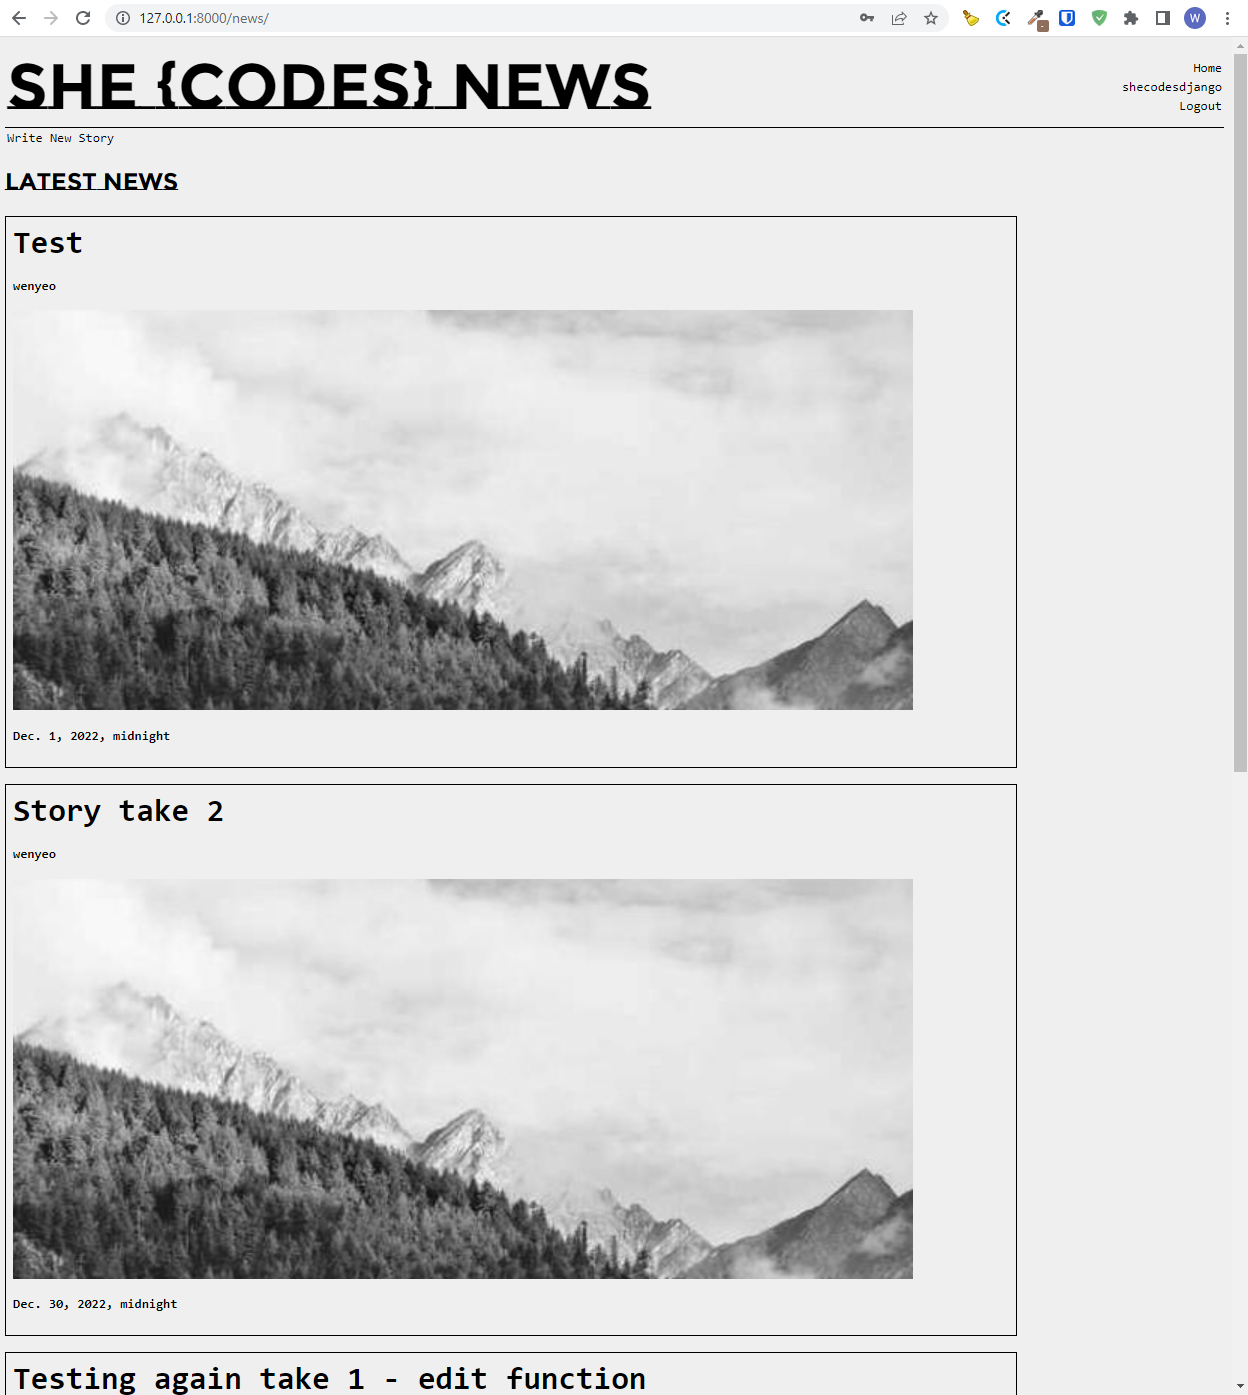 127.0.0.1:8000/news/
W
SHE {CODES} NEWS
Home
shecodesdjango
Logout
Write New Story
LATEST NEWS
Test
wenyeo
Dec. 1, 2022, midnight
Story take 2
wenyeo
Dec. 30, 2022, midnight
Testing again take 1 - edit function